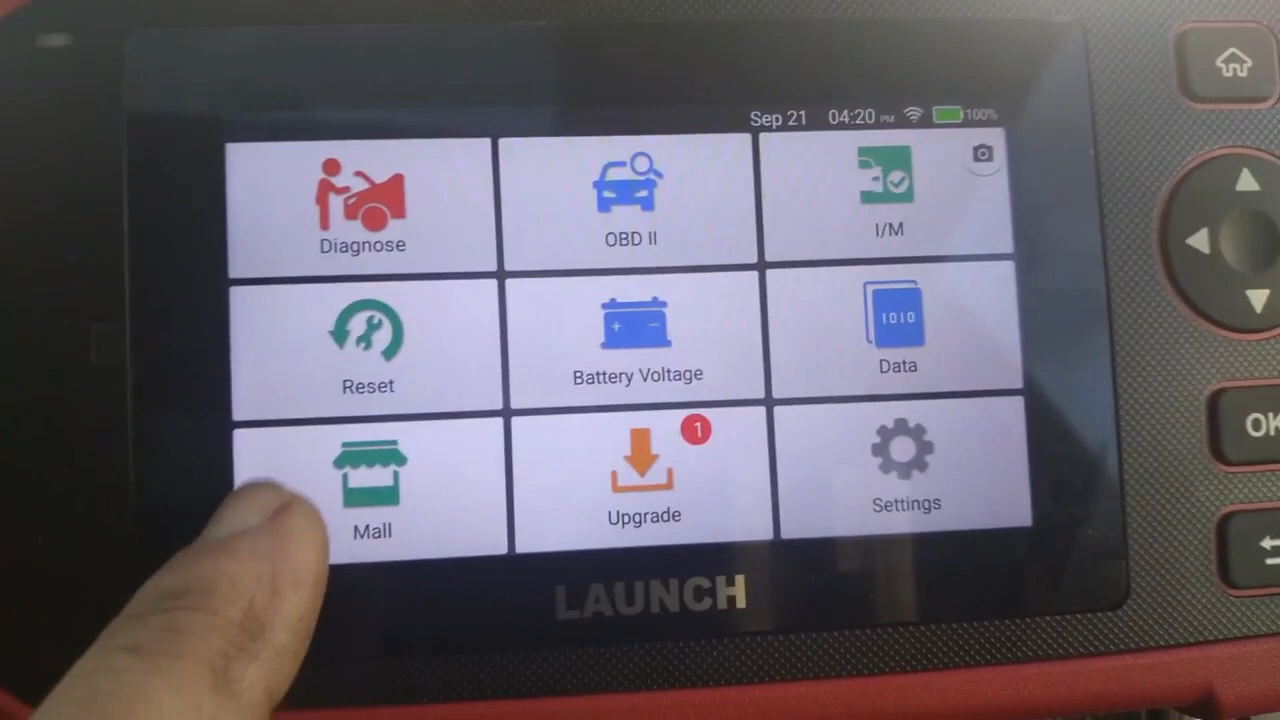 Sep 21 04:20 PM 100%
Diagnose
OBD II
I/M
Reset
Battery Voltage
1010
Data
Mall
1
Upgrade
Settings
LAUNCH
OK